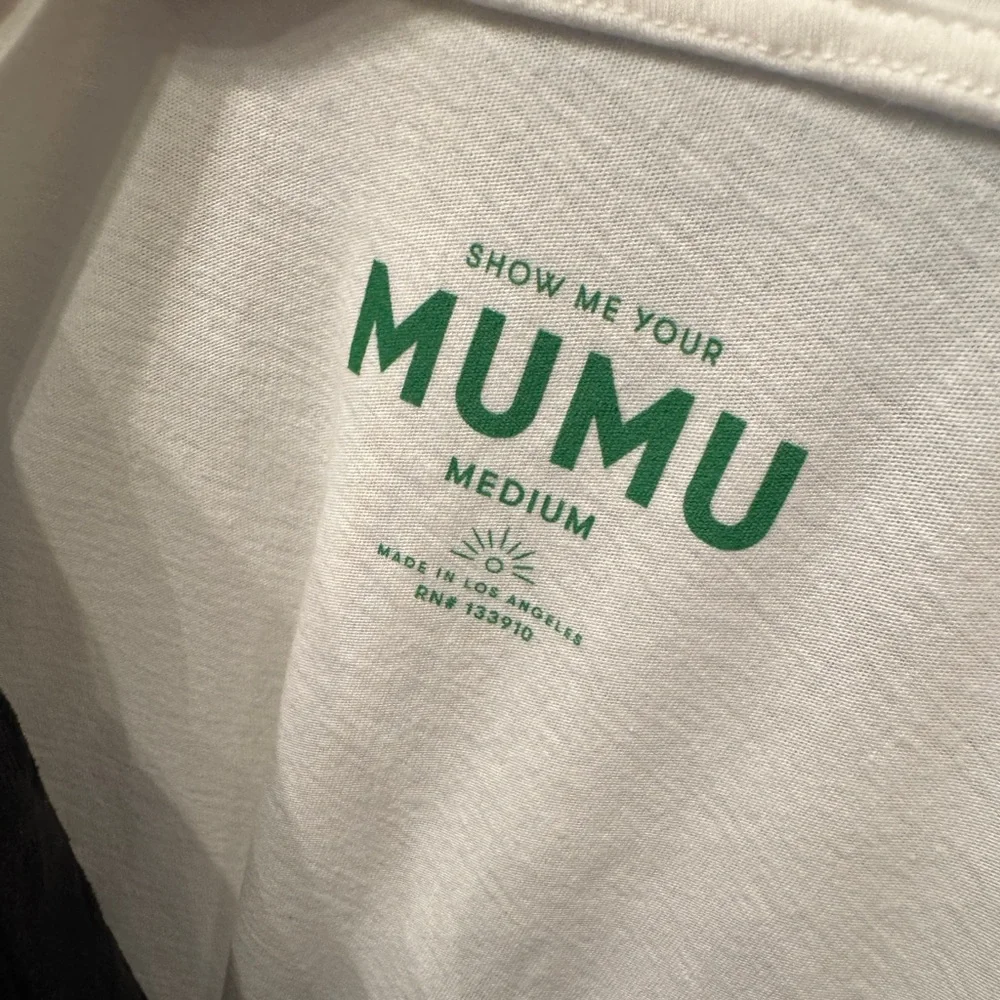 SHOW ME YOUR
MUMU
MEDIUM
MADE IN LOS ANGELES
RN# 133910